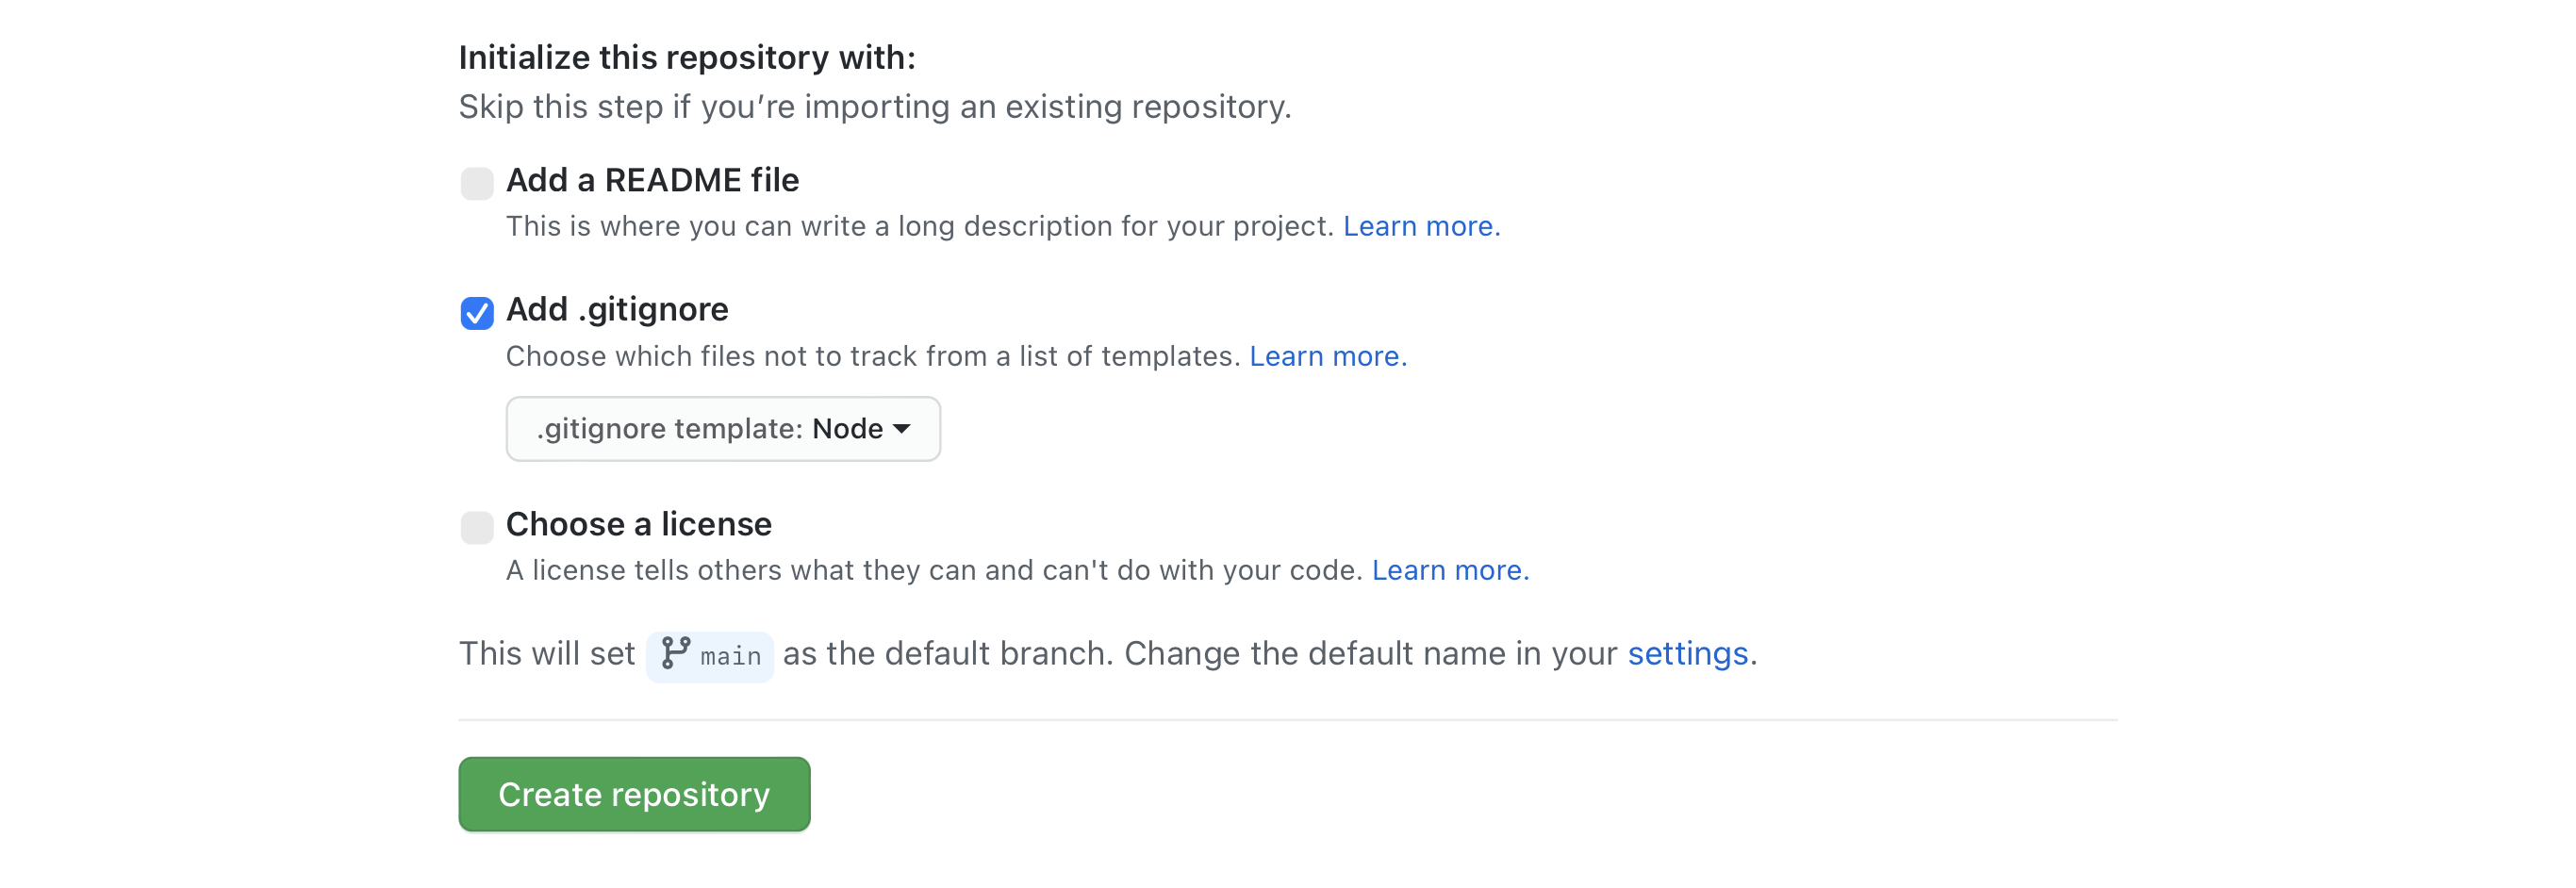 Initialize this repository with:
Skip this step if you’re importing an existing repository.
Add a README file
This is where you can write a long description for your project. Learn more.
Add .gitignore
Choose which files not to track from a list of templates. Learn more.
.gitignore template: Node
Choose a license
A license tells others what they can and can't do with your code. Learn more.
This will set main as the default branch. Change the default name in your settings.
Create repository